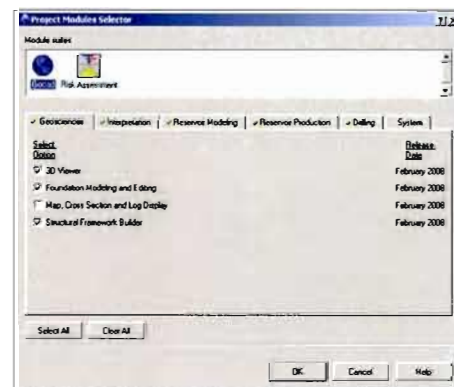 Project Modules Selector
Module suites
Gocad Risk Assessment
Geosciences Interpretation Reservoir Modeling Reservoir Production Drilling System
Select Option Release Date
3D Viewer February 2008
Foundation Modeling and Editing February 2008
Map, Cross Section and Log Display February 2008
Structural Framework Builder February 2008
Select All Clear All
OK Cancel Help